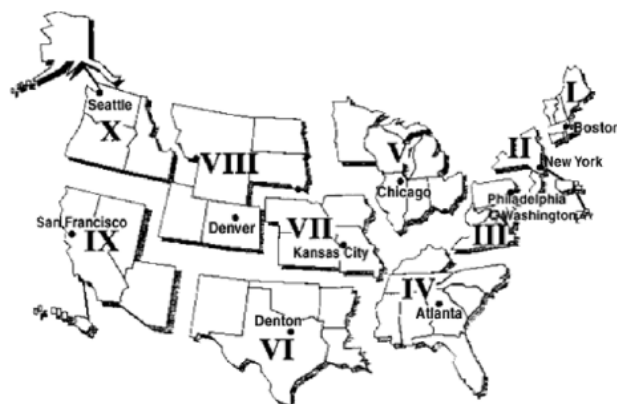 Seattle
X
VIII
V
I
Boston
II
New York
Chicago
Philadelphia
Washington
III
San Francisco
IX
Denver
VII
Kansas City
IV
Atlanta
Denton
VI